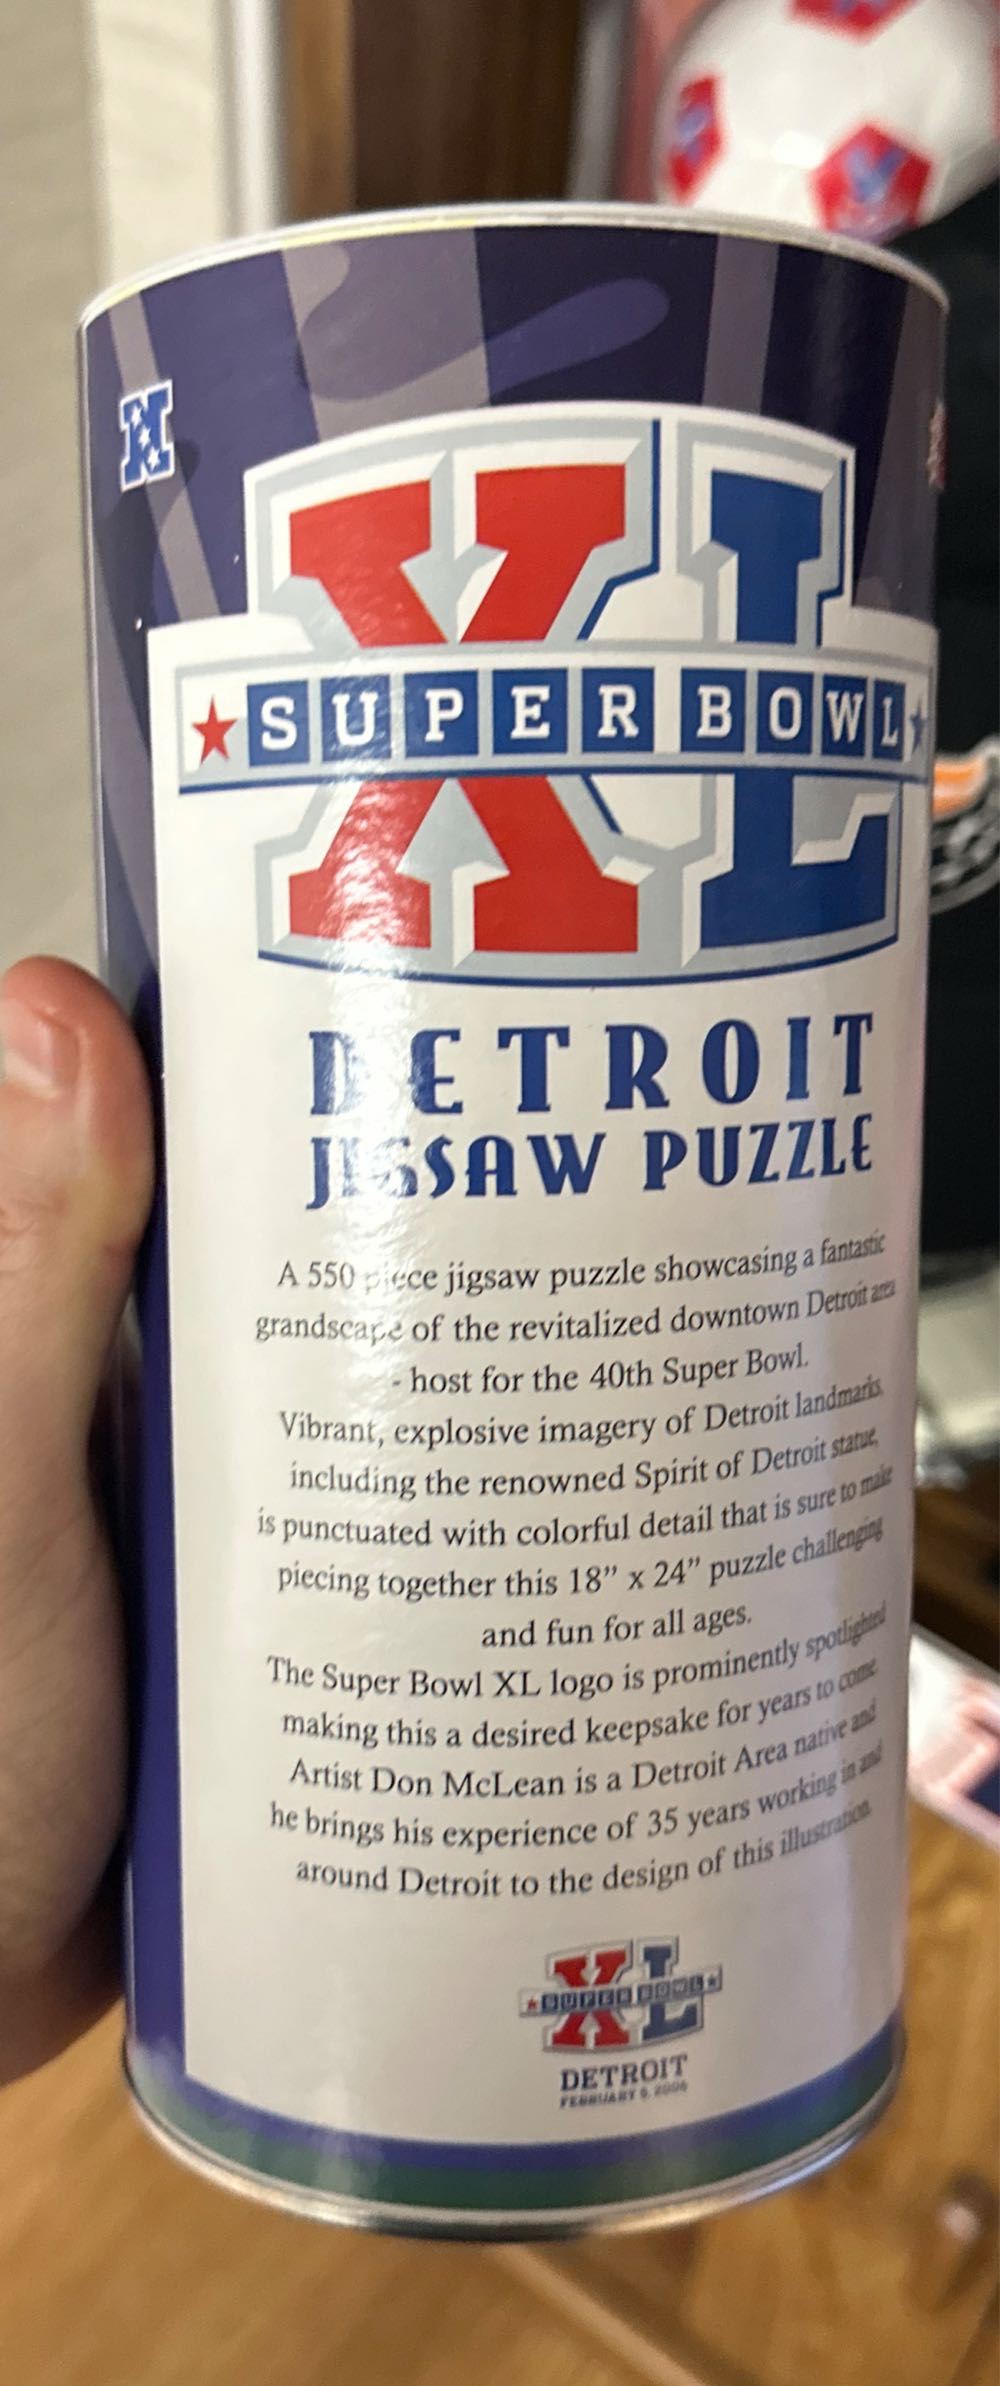 N
XL
SUPER BOWL
DETROIT
JIGSAW PUZZLE
A 550 piece jigsaw puzzle showcasing a fantastic
grandscape of the revitalized downtown Detroit area
- host for the 40th Super Bowl.
Vibrant, explosive imagery of Detroit landmarks,
including the renowned Spirit of Detroit statue,
is punctuated with colorful detail that is sure to make
piecing together this 18" x 24" puzzle challenging
and fun for all ages.
The Super Bowl XL logo is prominently spotlighted
making this a desired keepsake for years to come
Artist Don McLean is a Detroit Area native and
he brings his experience of 35 years working in and
around Detroit to the design of this illustration.
XL
SUPER BOWL
DETROIT
FEBRUARY 5, 2006